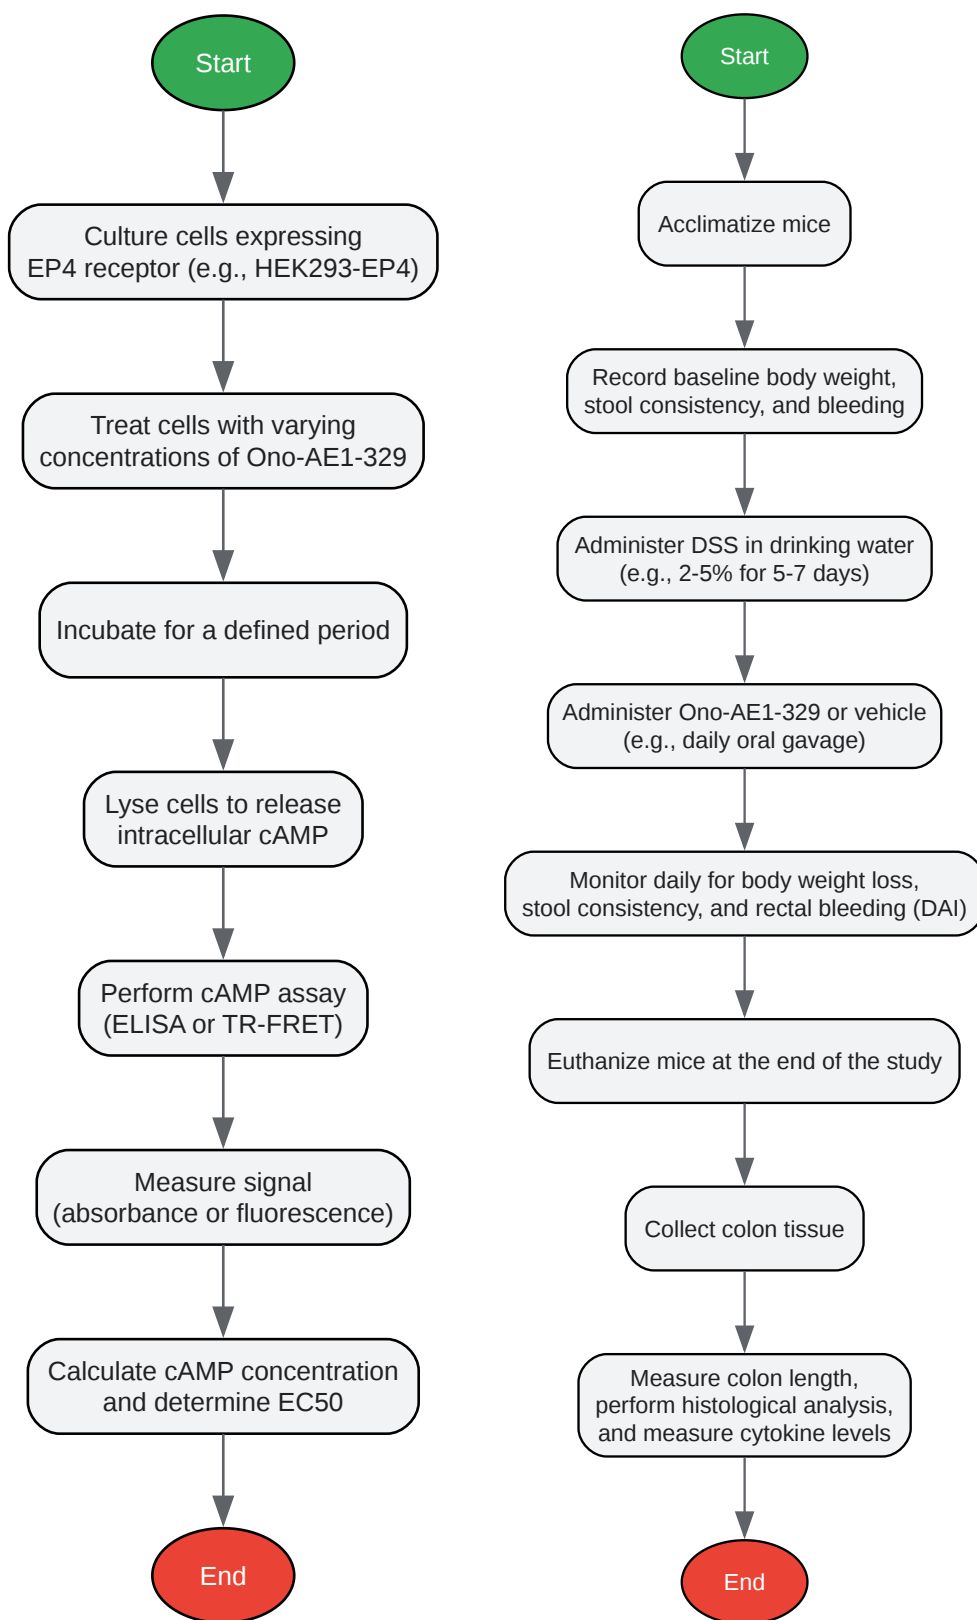 Start
Culture cells expressing
EP4 receptor (e.g., HEK293-EP4)
Treat cells with varying
concentrations of Ono-AE1-329
Incubate for a defined period
Lyse cells to release
intracellular cAMP
Perform cAMP assay
(ELISA or TR-FRET)
Measure signal
(absorbance or fluorescence)
Calculate cAMP concentration
and determine EC50
End
Start
Acclimatize mice
Record baseline body weight,
stool consistency, and bleeding
Administer DSS in drinking water
(e.g., 2-5% for 5-7 days)
Administer Ono-AE1-329 or vehicle
(e.g., daily oral gavage)
Monitor daily for body weight loss,
stool consistency, and rectal bleeding (DAI)
Euthanize mice at the end of the study
Collect colon tissue
Measure colon length,
perform histological analysis,
and measure cytokine levels
End